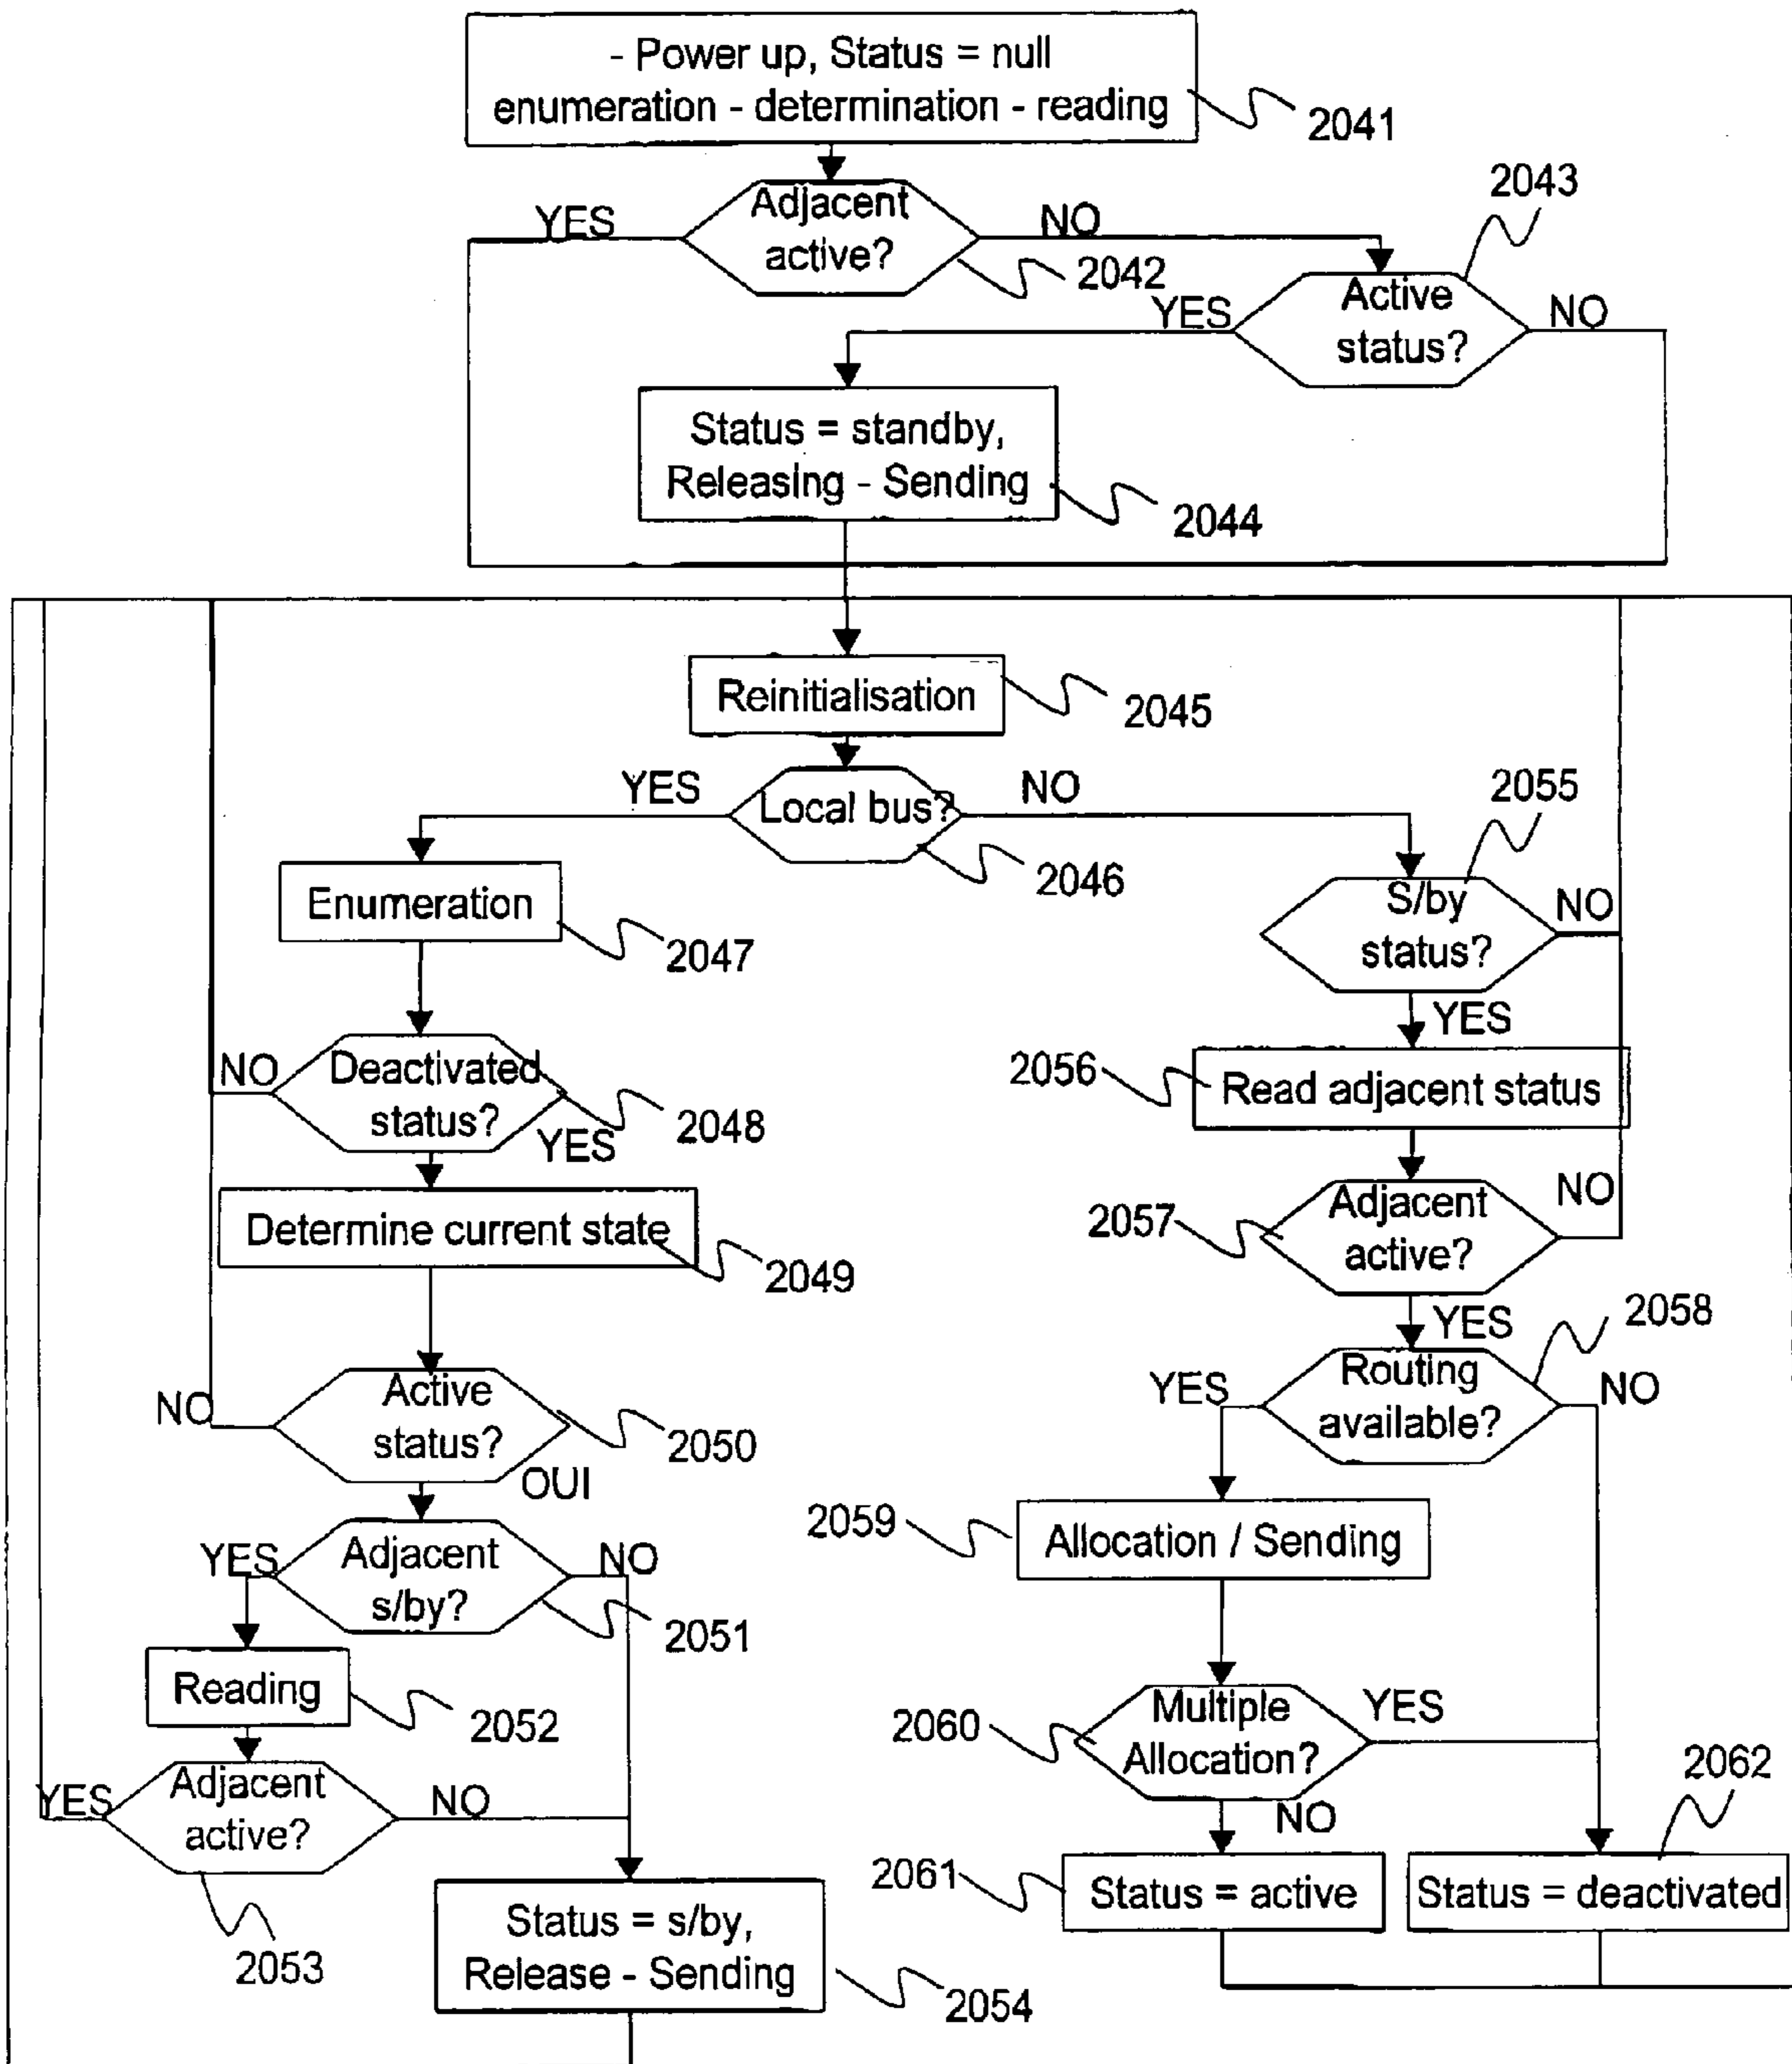 - Power up, Status = null
enumeration - determination - reading
2041
Adjacent
active?
YES
NO
2042
2043
Active
status?
YES
NO
Status = standby,
Releasing - Sending
2044
Reinitialisation
2045
Local bus?
YES
NO
2046
Enumeration
2047
2055
S/by
status?
NO
YES
Deactivated
status?
NO
YES
2048
2056
Read adjacent status
Determine current state
2049
2057
Adjacent
active?
NO
YES
Active
status?
NO
OUI
2050
2058
Routing
available?
YES
NO
2059
Allocation / Sending
Adjacent
s/by?
YES
NO
2051
Reading
2052
2060
Multiple
Allocation?
YES
NO
Adjacent
active?
YES
NO
2053
2061
Status = active
2062
Status = deactivated
Status = s/by,
Release - Sending
2054